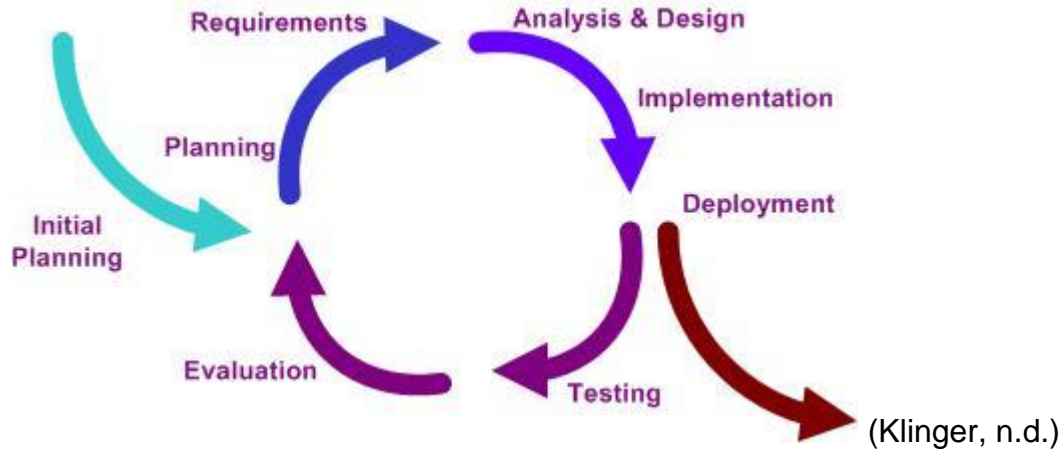 Requirements
Analysis & Design
Implementation
Planning
Deployment
Initial
Planning
Evaluation
Testing
(Klinger, n.d.)